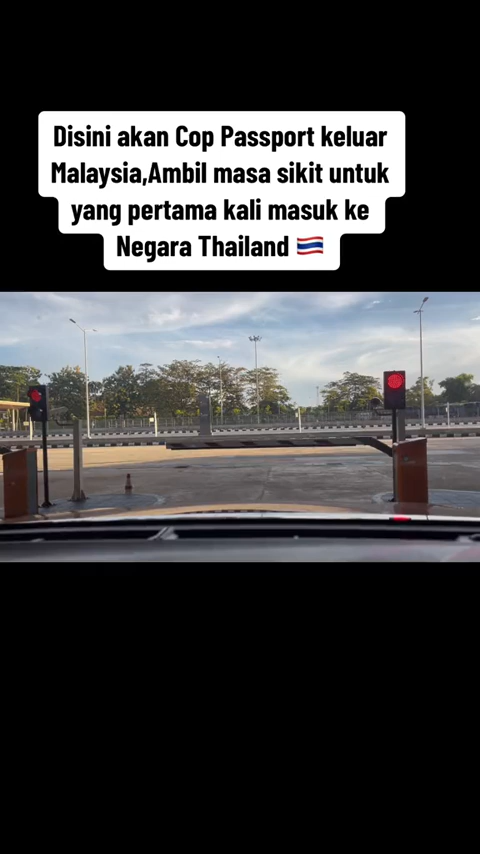 Disini akan Cop Passport keluar
Malaysia,Ambil masa sikit untuk
yang pertama kali masuk ke
Negara Thailand 🇹🇭